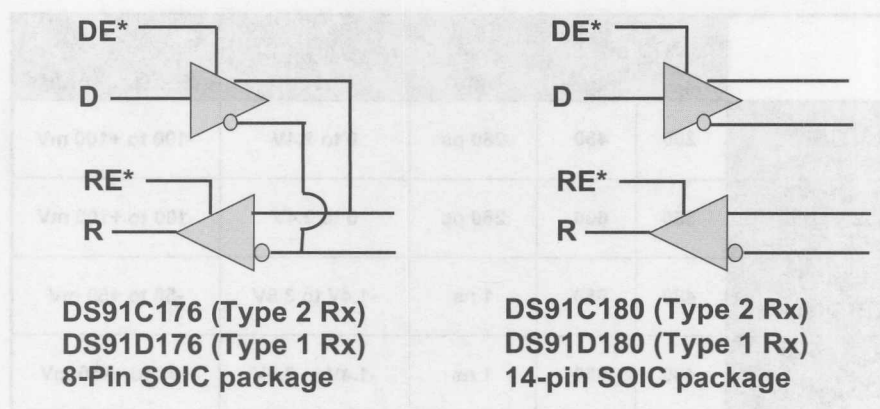 DE*
D
RE*
R
DS91C176 (Type 2 Rx)
DS91D176 (Type 1 Rx)
8-Pin SOIC package
DE*
D
RE*
R
DS91C180 (Type 2 Rx)
DS91D180 (Type 1 Rx)
14-pin SOIC package